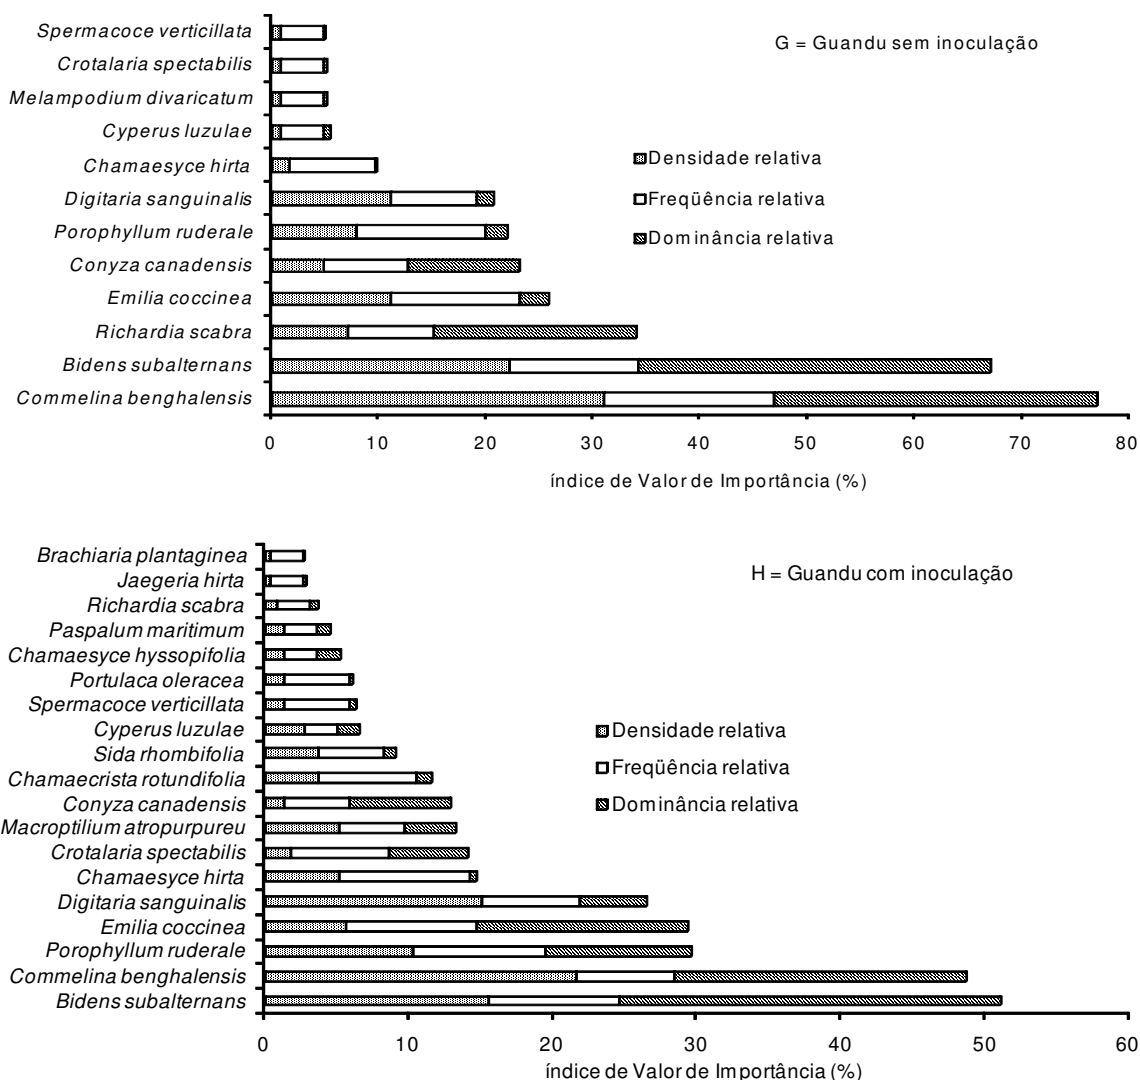 Spermacoce verticillata
G = Guandu sem inoculação
Crotalaria spectabilis
Melampodium divaricatum
Cyperus luzulae
Chamaesyce hirta
Densidade relativa
Digitaria sanguinalis
Freqüência relativa
Porophyllum ruderale
Dominância relativa
Conyza canadensis
Emilia coccinea
Richardia scabra
Bidens subalternans
Commelina benghalensis
0 10 20 30 40 50 60 70 80
índice de Valor de Importância (%)
Brachiaria plantaginea
H = Guandu com inoculação
Jaegeria hirta
Richardia scabra
Paspalum maritimum
Chamaesyce hyssopifolia
Portulaca oleracea
Spermacoce verticillata
Cyperus luzulae
Densidade relativa
Sida rhombifolia
Freqüência relativa
Chamaecrista rotundifolia
Conyza canadensis
Dominância relativa
Macroptilium atropurpureu
Crotalaria spectabilis
Chamaesyce hirta
Digitaria sanguinalis
Emilia coccinea
Porophyllum ruderale
Commelina benghalensis
Bidens subalternans
0 10 20 30 40 50 60
índice de Valor de Importância (%)